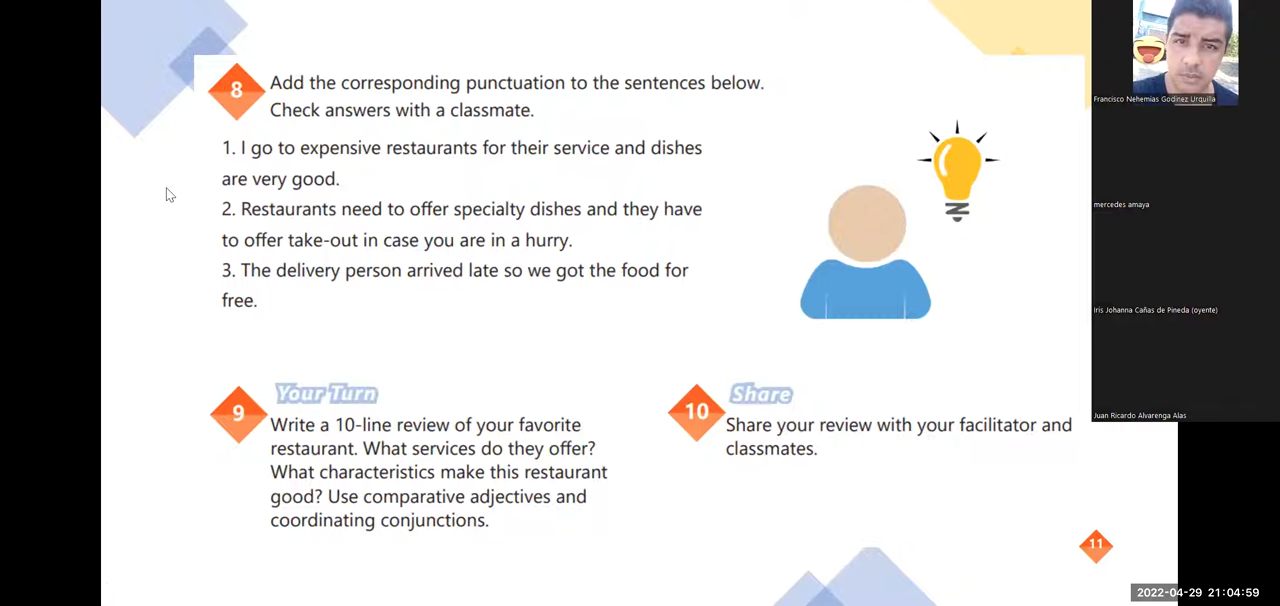 8
Add the corresponding punctuation to the sentences below.
Check answers with a classmate.
1. I go to expensive restaurants for their service and dishes
are very good.
2. Restaurants need to offer specialty dishes and they have
to offer take-out in case you are in a hurry.
3. The delivery person arrived late so we got the food for
free.
9
Your Turn
Write a 10-line review of your favorite
restaurant. What services do they offer?
What characteristics make this restaurant
good? Use comparative adjectives and
coordinating conjunctions.
10
Share
Share your review with your facilitator and
classmates.
11
Francisco Nehemias Godinez Urquilla
mercedes amaya
Iris Johanna Cañas de Pineda (oyente)
Juan Ricardo Alvarenga Alas
2022-04-29 21:04:59